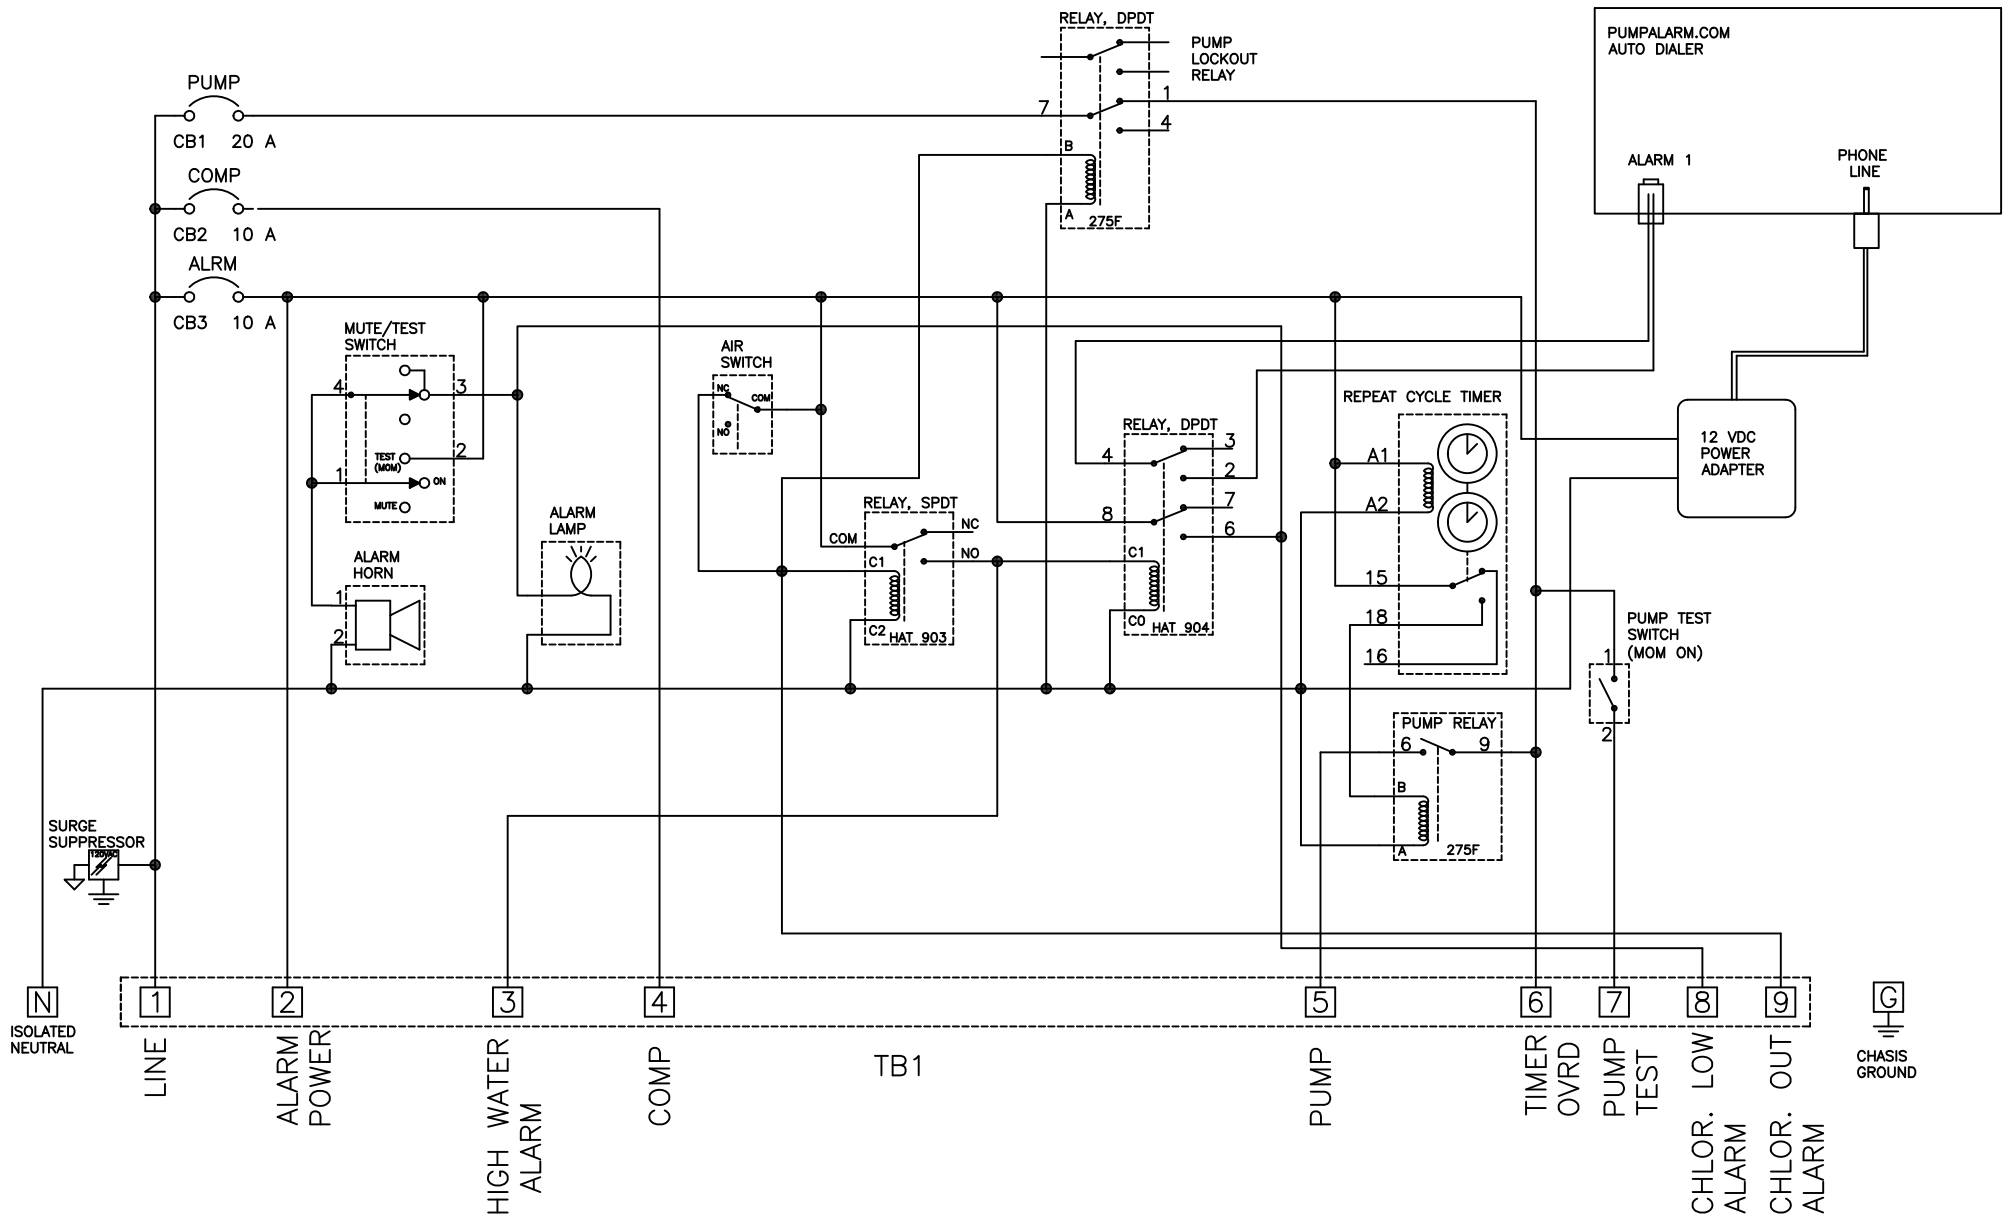 RELAY, DPDT
PUMP
LOCKOUT
RELAY
7
1
4
B
A
275F
PUMPALARM.COM
AUTO DIALER
ALARM 1
PHONE
LINE
PUMP
CB1 20 A
COMP
CB2 10 A
ALRM
CB3 10 A
MUTE/TEST
SWITCH
4
3
TEST
(MOM)
2
1
ON
MUTE
ALARM
HORN
1
2
ALARM
LAMP
AIR
SWITCH
NC
COM
NO
RELAY, SPDT
COM
NC
NO
C1
C2
HAT 903
RELAY, DPDT
4
3
2
8
7
6
C1
C0
HAT 904
REPEAT CYCLE TIMER
A1
A2
15
18
16
12 VDC
POWER
ADAPTER
PUMP TEST
SWITCH
(MOM ON)
1
2
PUMP RELAY
6
9
B
A
275F
SURGE
SUPPRESSOR
120VAC
N
ISOLATED
NEUTRAL
1
2
3
4
5
6
7
8
9
G
CHASIS
GROUND
LINE
ALARM
POWER
HIGH WATER
ALARM
COMP
TB1
PUMP
TIMER
OVRD
PUMP
TEST
CHLOR. LOW
ALARM
CHLOR. OUT
ALARM